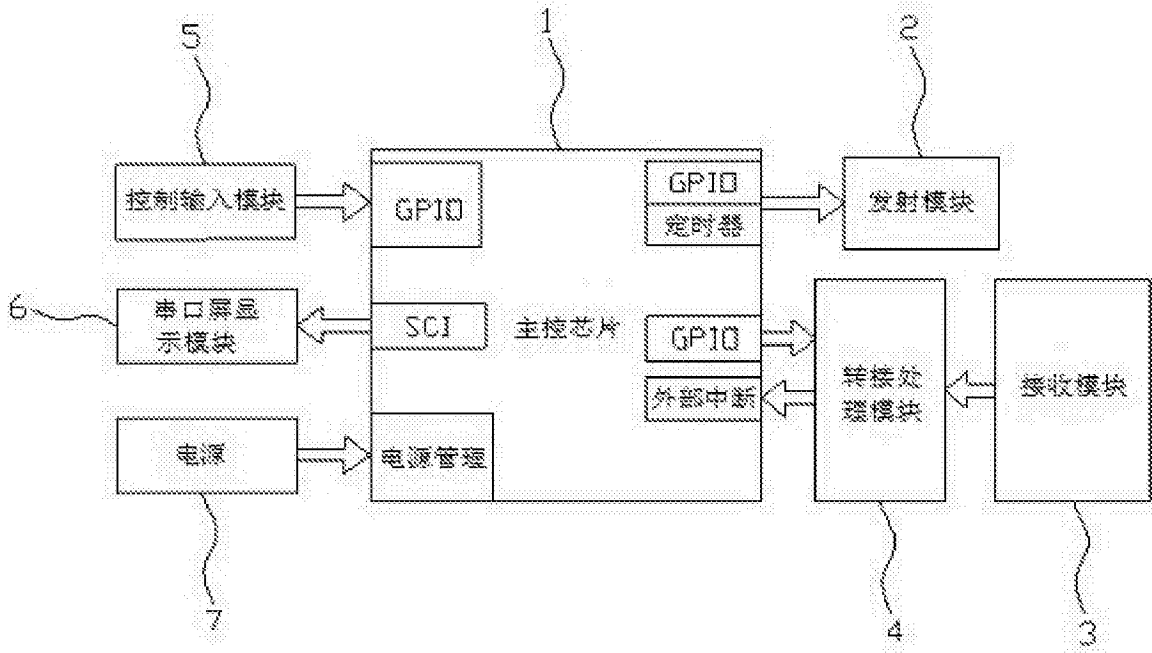 5
1
2
控制输入模块
GPIO
GPIO
定时器
发射模块
6
串口屏显
示模块
SCI
主控芯片
GPIO
外部中断
转接处
理模块
接收模块
电源
电源管理
7
4
3